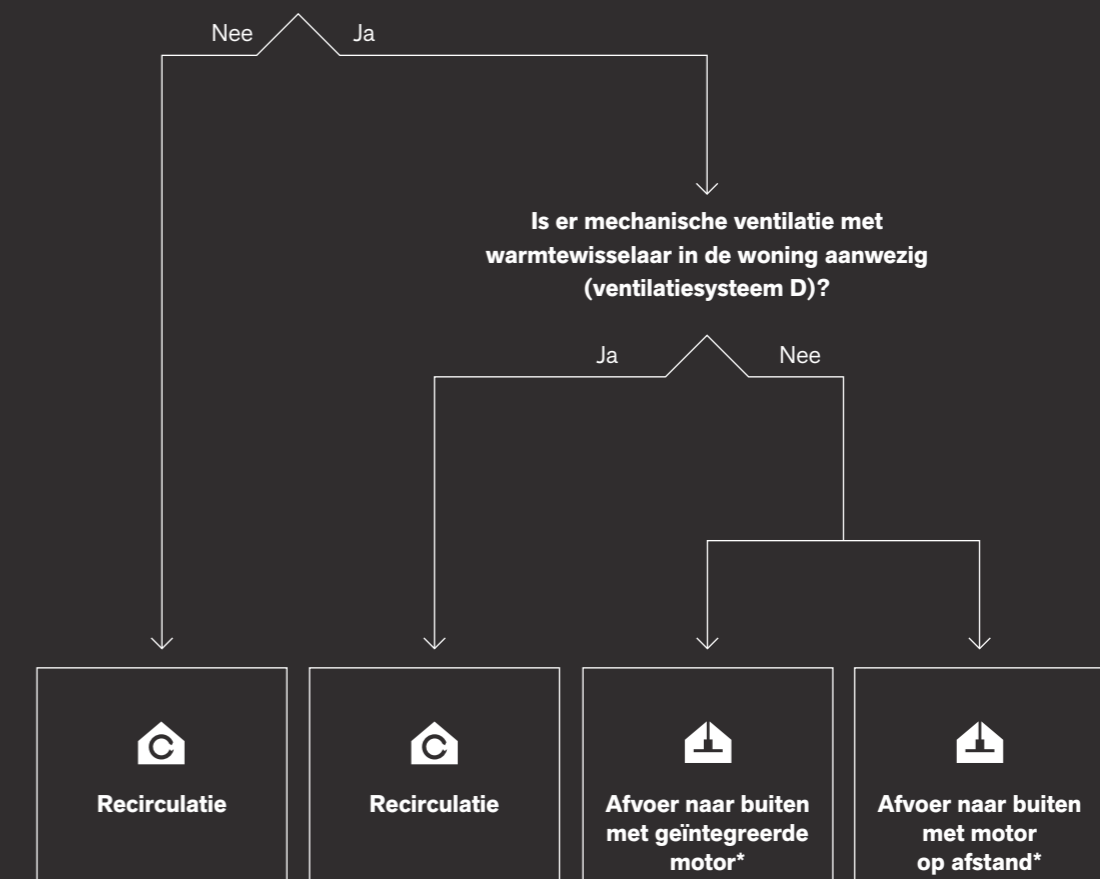 Nee
Ja
Is er mechanische ventilatie met
warmtewisselaar in de woning aanwezig
(ventilatiesysteem D)?
Ja
Nee
Recirculatie
Recirculatie
Afvoer naar buiten
met geïntegreerde
motor*
Afvoer naar buiten
met motor
op afstand*